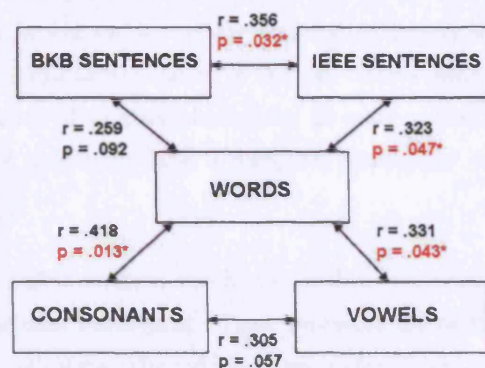 r = .356
p = .032*
BKB SENTENCES
IEEE SENTENCES
r = .259
p = .092
r = .323
p = .047*
WORDS
r = .418
p = .013*
r = .331
p = .043*
CONSONANTS
VOWELS
r = .305
p = .057